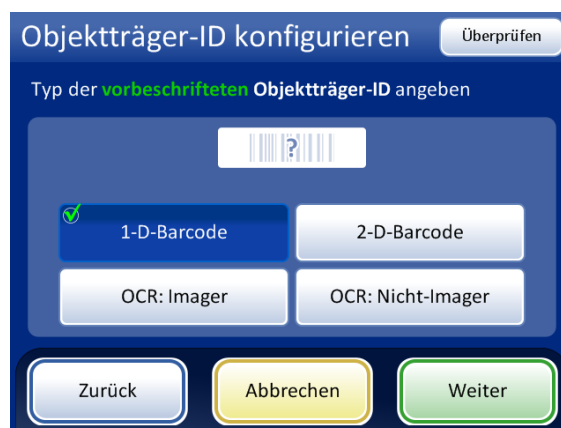 Objektträger-ID konfigurieren
Überprüfen
Typ der vorbeschrifteten Objektträger-ID angeben
?
1-D-Barcode
2-D-Barcode
OCR: Imager
OCR: Nicht-Imager
Zurück
Abbrechen
Weiter